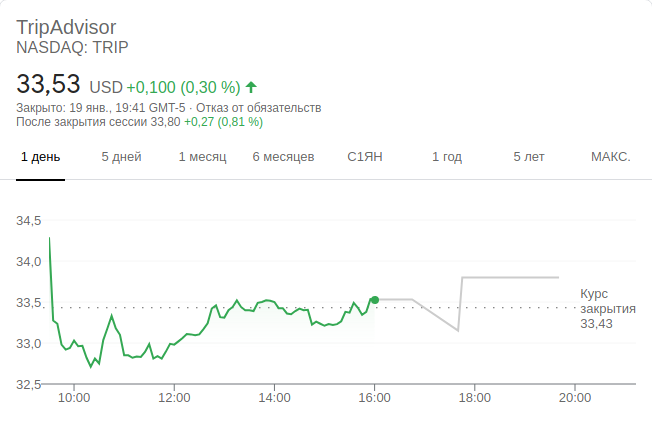 TripAdvisor
NASDAQ: TRIP
33,53 USD +0,100 (0,30 %)
Закрыто: 19 янв., 19:41 GMT-5 · Отказ от обязательств
После закрытия сессии 33,80 +0,27 (0,81 %)
1 день 5 дней 1 месяц 6 месяцев С1ЯН 1 год 5 лет МАКС.
34,5
34,0
33,5
33,0
32,5
Курс
закрытия
33,43
10:00 12:00 14:00 16:00 18:00 20:00